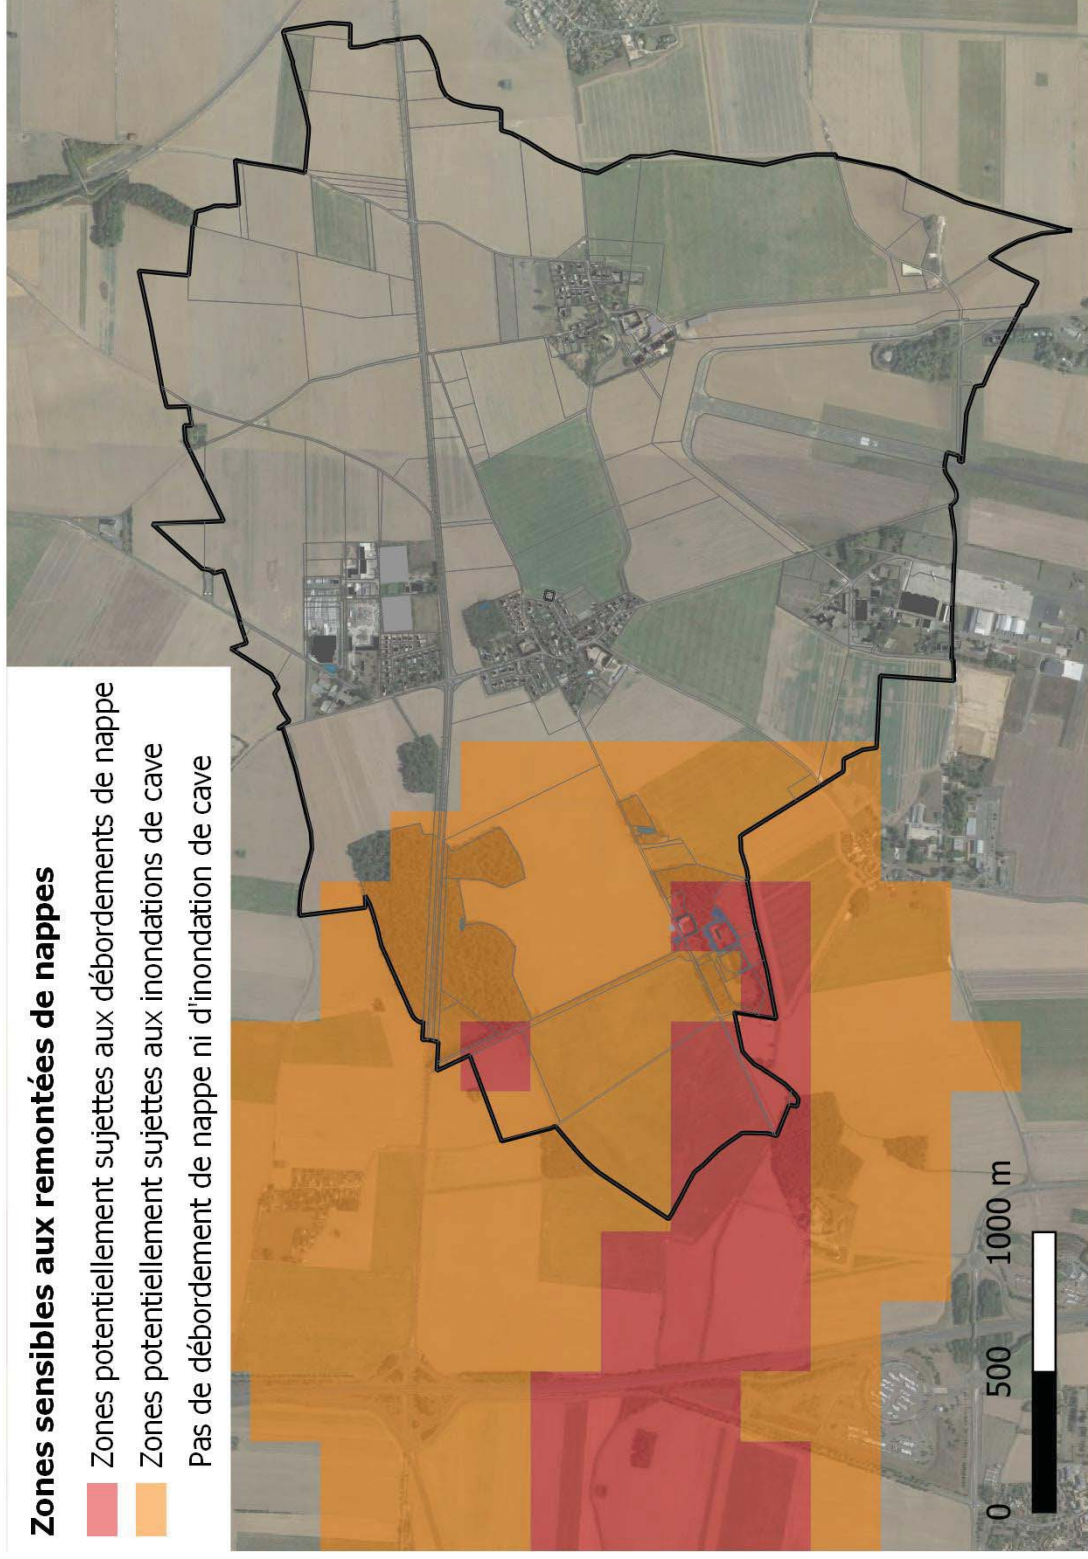 Zones sensibles aux remontées de nappes
Zones potentiellement sujettes aux débordements de nappe
Zones potentiellement sujettes aux inondations de cave
Pas de débordement de nappe ni d'inondation de cave
0 500 1000 m